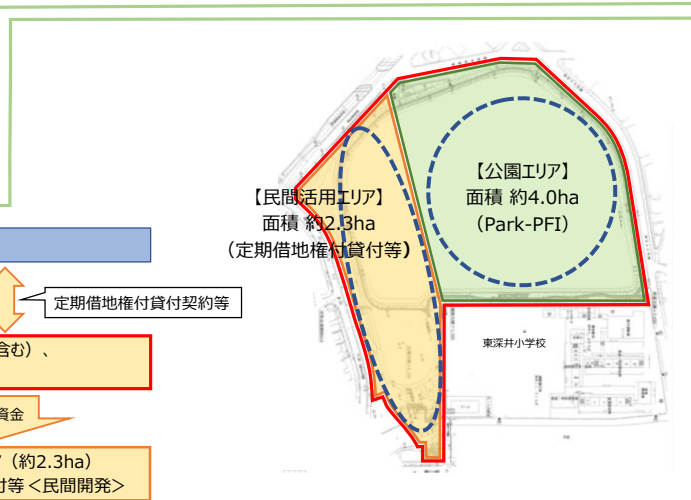 【公園エリア】
面積 約4.0ha
（Park-PFI）
【民間活用エリア】
面積 約2.3ha
（定期借地権付貸付等）
定期借地権付貸付契約等
含む）、
東深井小学校
資金
（約2.3ha）
付等＜民間開発＞